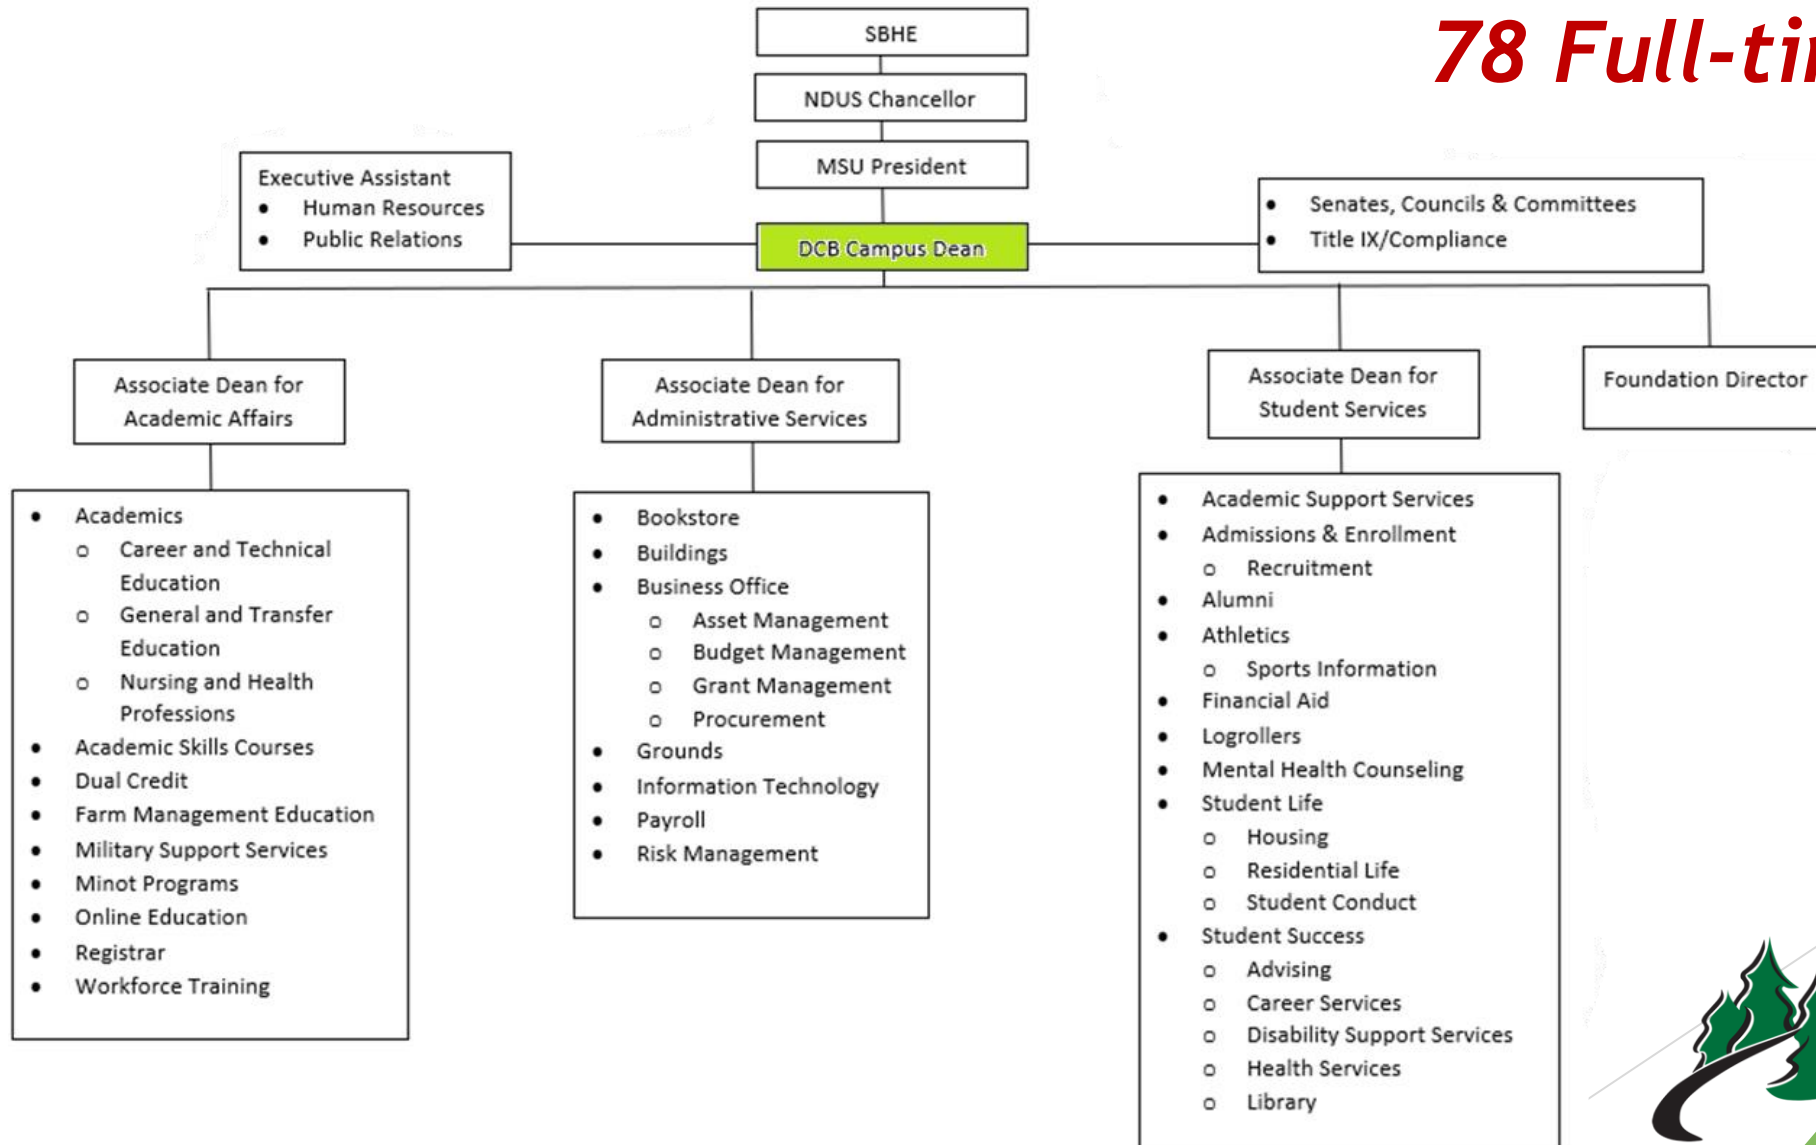 78 Full-tir
SBHE
NDUS Chancellor
MSU President
Executive Assistant
• Human Resources
• Public Relations
DCB Campus Dean
• Senates, Councils & Committees
• Title IX/Compliance
Associate Dean for
Academic Affairs
Associate Dean for
Administrative Services
Associate Dean for
Student Services
Foundation Director
• Academics
o Career and Technical
Education
o General and Transfer
Education
o Nursing and Health
Professions
• Academic Skills Courses
• Dual Credit
• Farm Management Education
• Military Support Services
• Minot Programs
• Online Education
• Registrar
• Workforce Training
• Bookstore
• Buildings
• Business Office
o Asset Management
o Budget Management
o Grant Management
o Procurement
• Grounds
• Information Technology
• Payroll
• Risk Management
• Academic Support Services
• Admissions & Enrollment
o Recruitment
• Alumni
• Athletics
o Sports Information
• Financial Aid
• Logrollers
• Mental Health Counseling
• Student Life
o Housing
o Residential Life
o Student Conduct
• Student Success
o Advising
o Career Services
o Disability Support Services
o Health Services
o Library